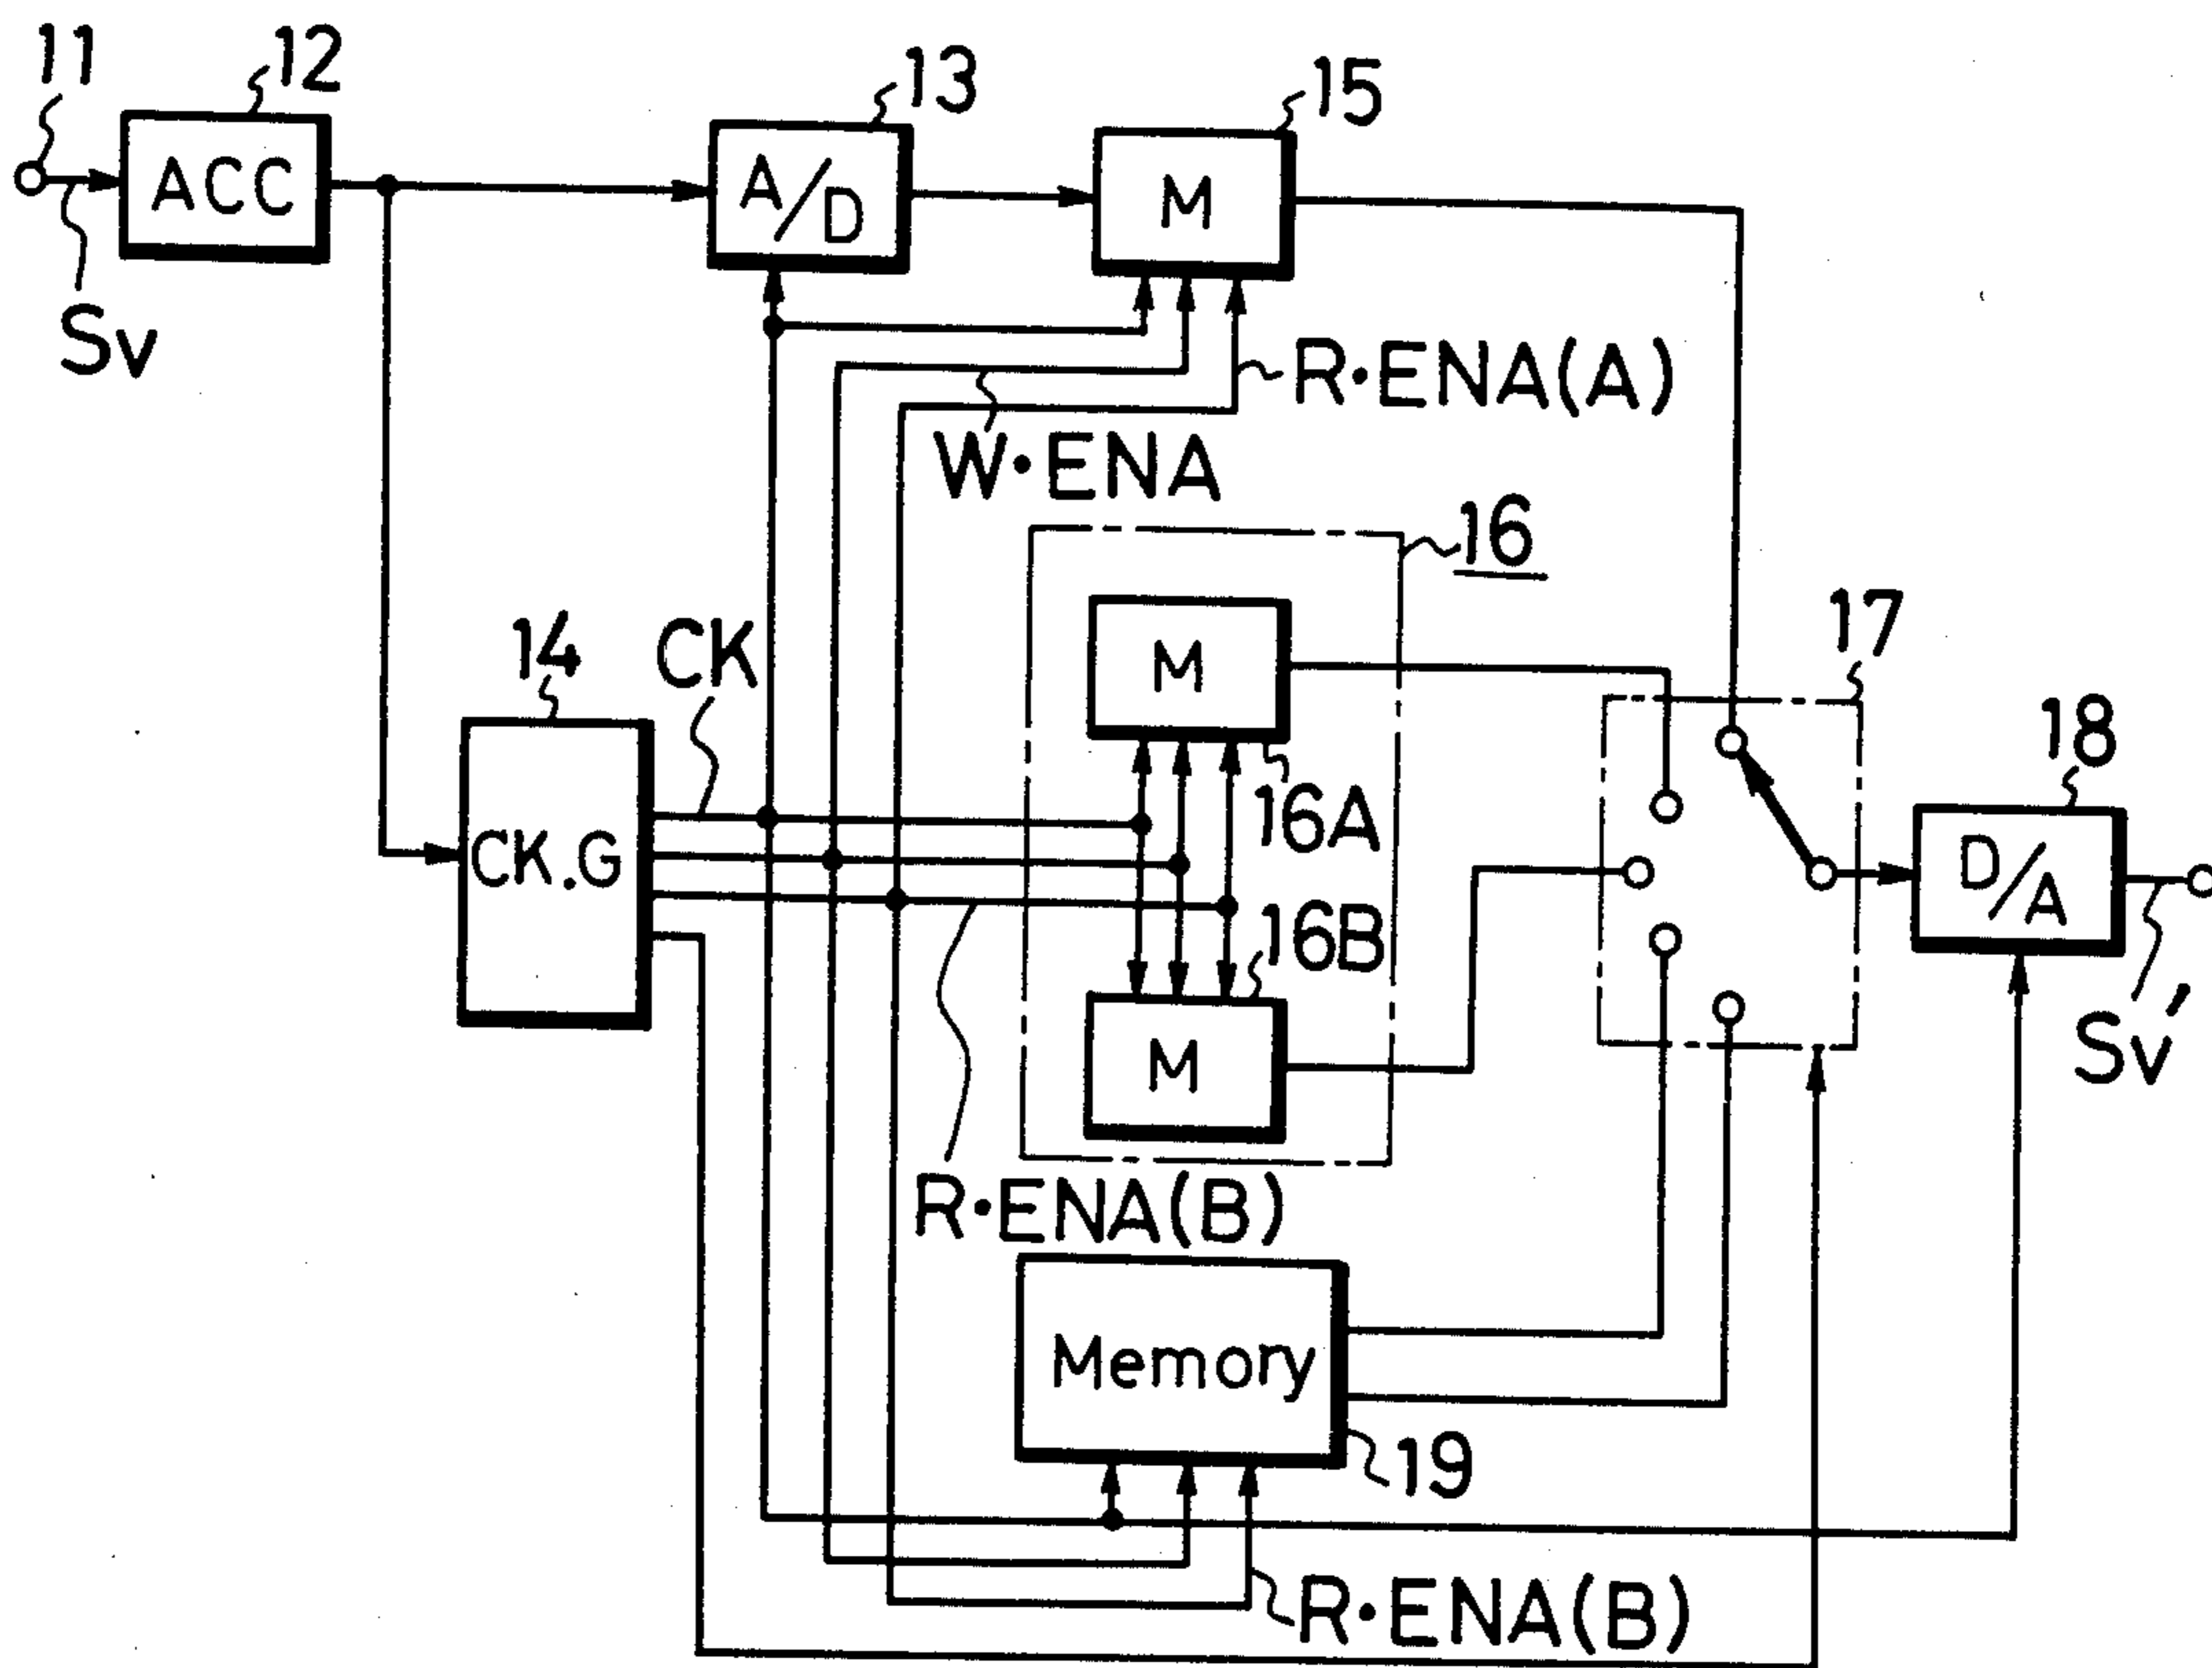 11
12
13
15
ACC
A/D
M
Sv
R·ENA(A)
W·ENA
16
14
CK
M
17
18
16A
CK.G
D/A
16B
Sv'
M
R·ENA(B)
Memory
19
R·ENA(B)